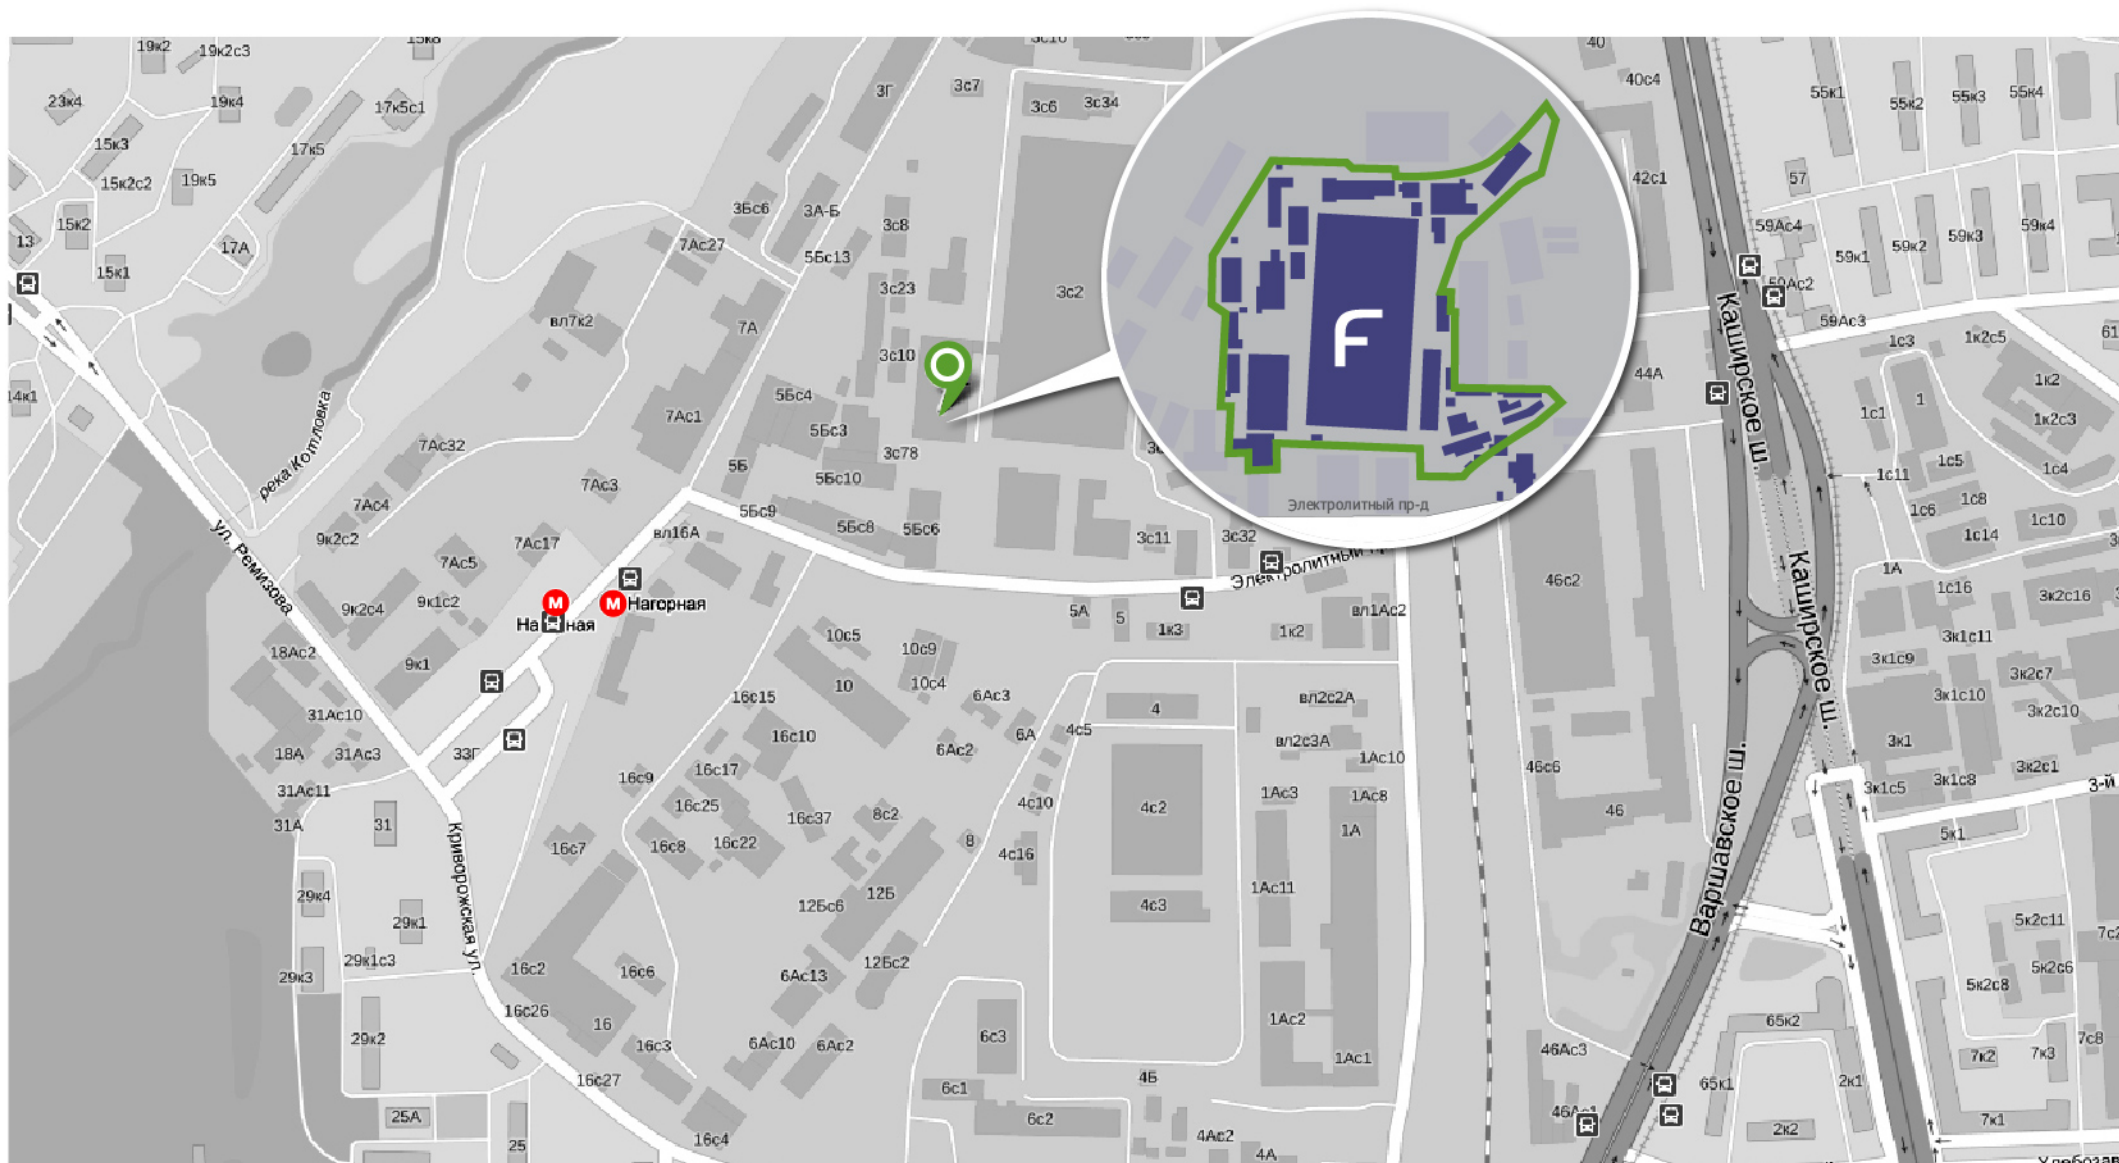 19к2
19к2с3
3Г
3с7
40
40с4
23к4
19к4
17к5с1
3с6
3с34
55к1
55к2
55к3
55к4
15к3
17к5
15к2с2
19к5
42с1
57
15к2
3Бс6
3А-Б
3с8
59Ас4
59к1
59к2
59к3
59к4
13
17А
7Ас27
5Бс13
15к1
3с23
3с2
Каширское ш.
59Ас3
вл7к2
7А
3с10
F
1с3
1к2с5
61
44А
1к2
14к1
река Котловка
5Бс4
7Ас1
5Бс3
1с1
1
1к2с3
7Ас32
3с78
5Б
5Бс10
1с11
1с5
1с4
7Ас3
7Ас4
5Бс9
5Бс8
5Бс6
Электролитный пр-д
1с6
1с8
1с10
ул. Ремизова
9к2с2
7Ас17
вл16А
3с11
3с32
1с14
7Ас5
Каширское ш.
1А
46с2
1с16
3к2с16
9к2с4
9к1с2
Нагорная
5А
5
1к3
1к2
вл1Ас2
10с5
3к1с11
18Ас2
9к1
10с9
3к1с9
3к2с7
10
10с4
6Ас3
16с15
вл2с2А
3к1с10
31Ас10
4
3к2с10
16с10
6А
4с5
вл2с3А
3к1
18А
31Ас3
33Г
6Ас2
1Ас10
46с6
16с9
16с17
Варшавское ш.
3к2с1
31Ас11
16с25
4с10
4с2
1Ас3
1Ас8
3к1с5
3к1с8
3-й
31А
31
16с37
8с2
1А
46
5к1
Криворожская ул.
16с7
16с8
16с22
8
4с16
29к4
12Б
1Ас11
12Бс6
4с3
29к1
5к2с11
29к1с3
12Бс2
29к3
16с2
16с6
6Ас13
5к2с6
5к2с8
16с26
16
1Ас2
65к2
29к2
16с3
6Ас10
6Ас2
6с3
1Ас1
46Ас3
7к2
7к3
7с8
16с27
4Б
65к1
2к1
6с1
25А
6с2
7к1
25
16с4
4Ас2
2к2
4А